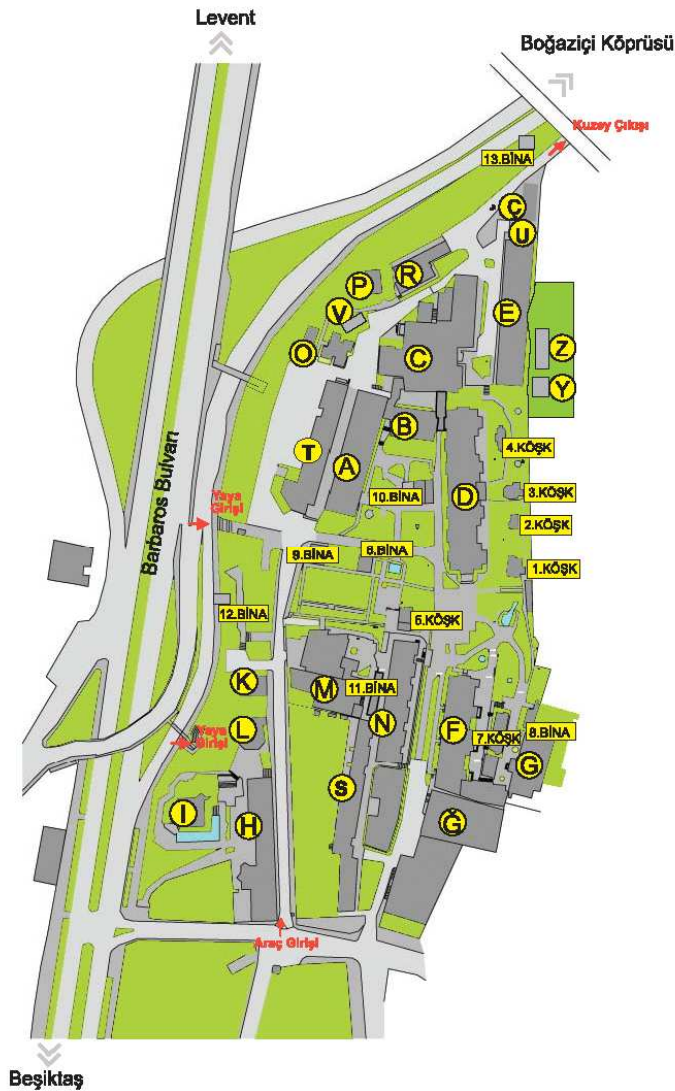 Levent
Boğaziçi Köprüsü
Kuzey Çıkışı
13.BİNA
Ç
U
R
P
V
E
O
C
Z
Y
B
T
A
4.KÖŞK
D
3.KÖŞK
10.BİNA
2.KÖŞK
Yaya
Girişi
Barbaros Bulvarı
9.BİNA
6.BİNA
1.KÖŞK
12.BİNA
5.KÖŞK
K
M
11.BİNA
N
L
F
7.KÖŞK
8.BİNA
Yaya
Girişi
G
S
I
H
Ğ
Araç Girişi
Beşiktaş